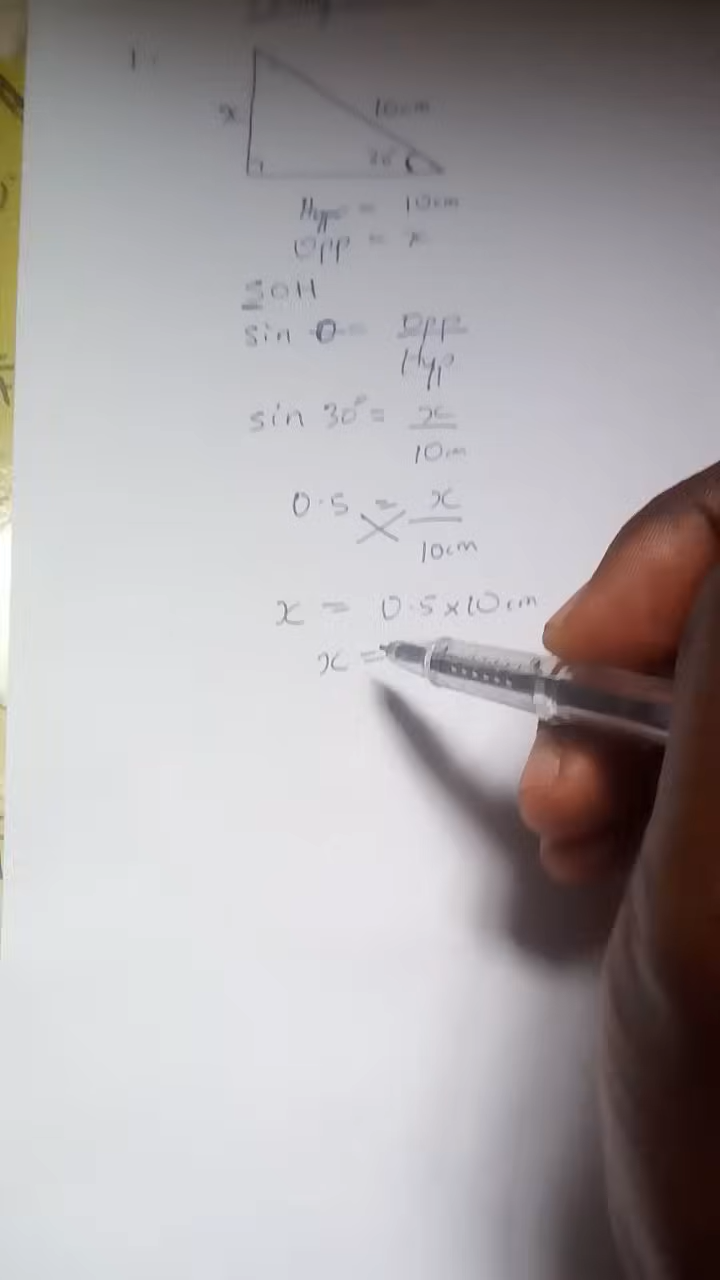 1.
x
10cm
30°
Hyp = 10cm
Opp = x
SOH
sin θ = Opp
Hyp
sin 30° = x
10cm
0.5 = x
10cm
x = 0.5 x 10cm
x =